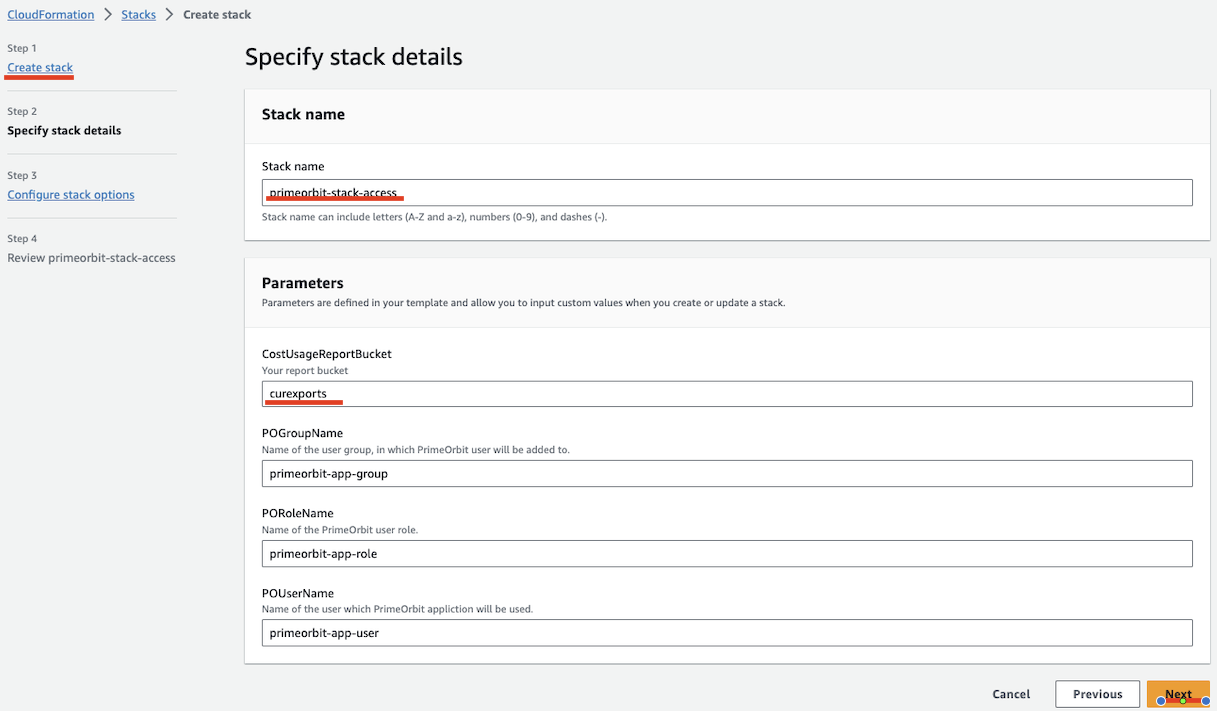 CloudFormation > Stacks > Create stack
Step 1
Create stack
Step 2
Specify stack details
Step 3
Configure stack options
Step 4
Review primeorbit-stack-access
Specify stack details
Stack name
Stack name
primeorbit-stack-access
Stack name can include letters (A-Z and a-z), numbers (0-9), and dashes (-).
Parameters
Parameters are defined in your template and allow you to input custom values when you create or update a stack.
CostUsageReportBucket
Your report bucket
curexports
POGroupName
Name of the user group, in which PrimeOrbit user will be added to.
primeorbit-app-group
PORoleName
Name of the PrimeOrbit user role.
primeorbit-app-role
POUserName
Name of the user which PrimeOrbit appliction will be used.
primeorbit-app-user
Cancel Previous Next